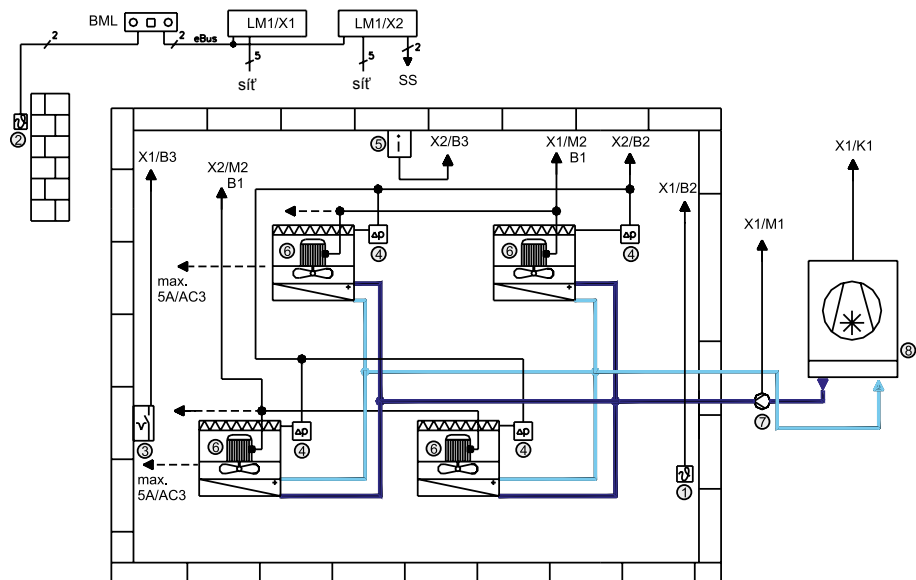 BML
LM1/X1
LM1/X2
2
2
eBus
5
síť
5
síť
2
SS
2
X1/B3
X2/M2
B1
5
i
X2/B3
X1/M2
B1
X2/B2
X1/B2
X1/K1
X1/M1
6
Δp
4
6
Δp
4
max.
5A/AC3
+
+
8
7
3
6
Δp
4
6
Δp
4
max.
5A/AC3
+
+
1